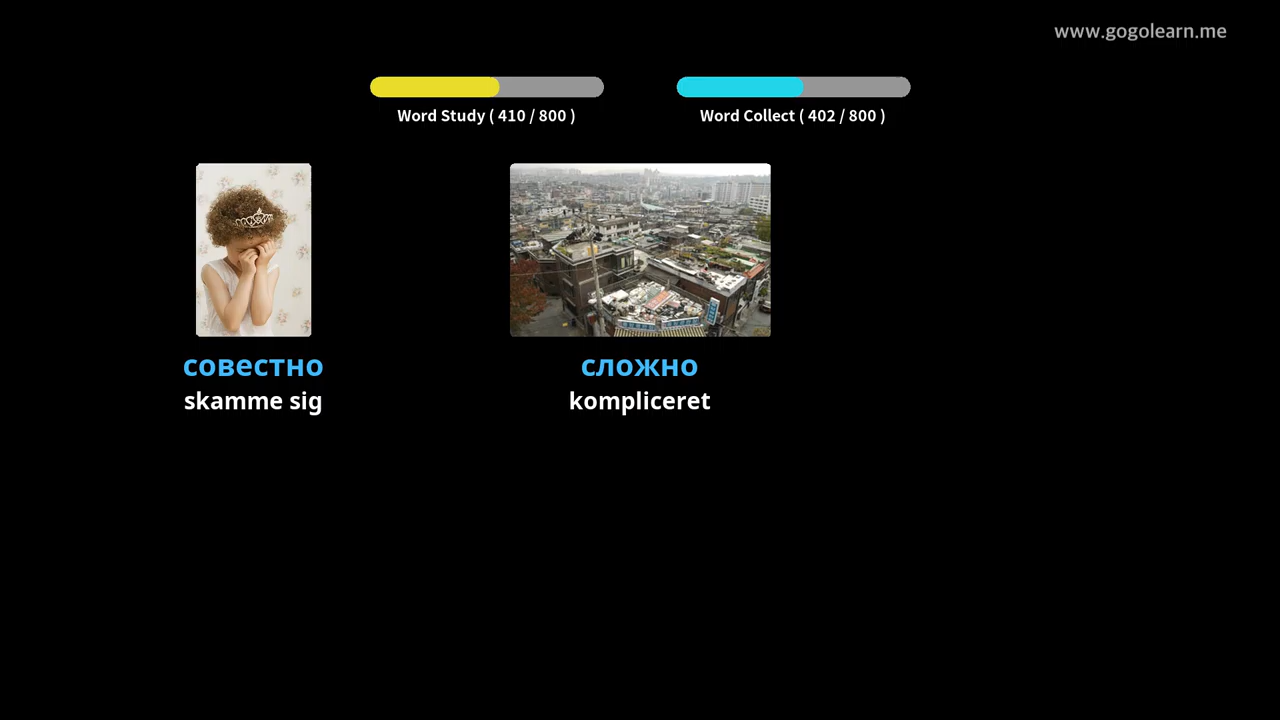 www.gogolearn.me
Word Study ( 410 / 800 )
Word Collect ( 402 / 800 )
совестно
skamme sig
сложно
kompliceret